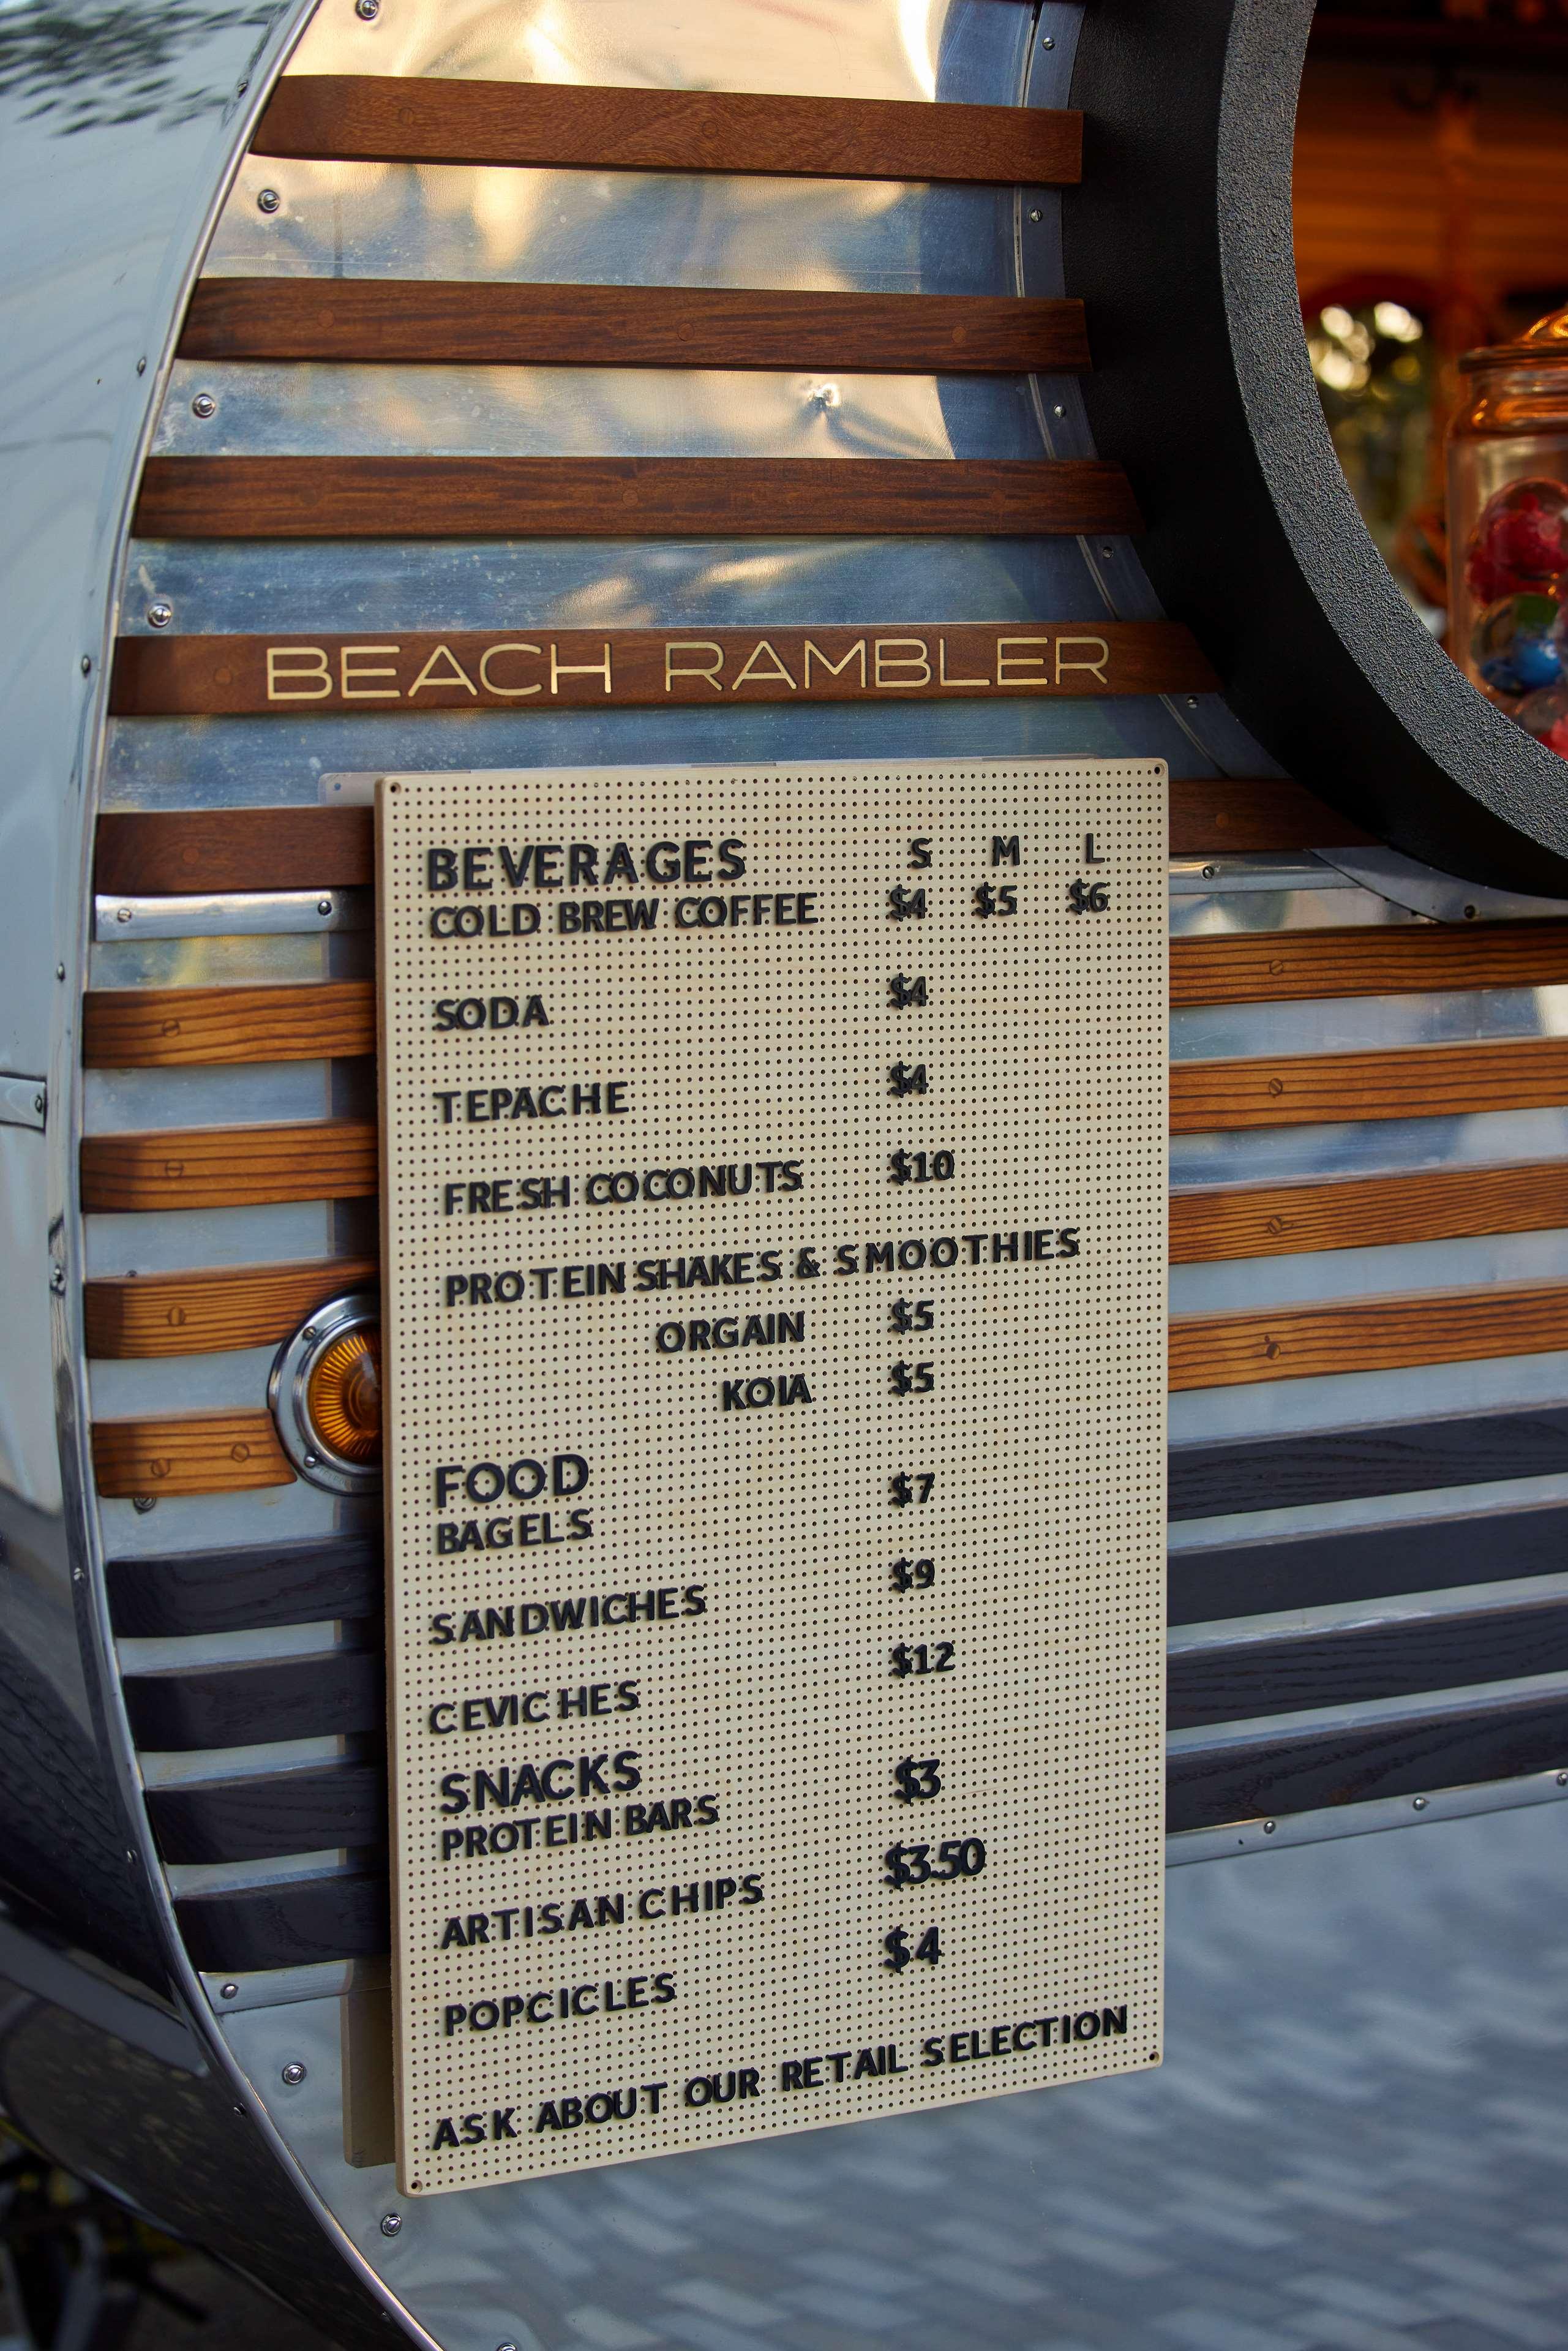 BEACH RAMBLER
BEVERAGES S M L
COLD BREW COFFEE $4 $5 $6
SODA $4
TEPACHE $4
FRESH COCONUTS $10
PROTEIN SHAKES & SMOOTHIES
ORGAIN $5
KOIA $5
FOOD
BAGELS $7
SANDWICHES $9
CEVICHES $12
SNACKS
PROTEIN BARS $3
ARTISAN CHIPS $3.50
POPCICLES $4
ASK ABOUT OUR RETAIL SELECTION